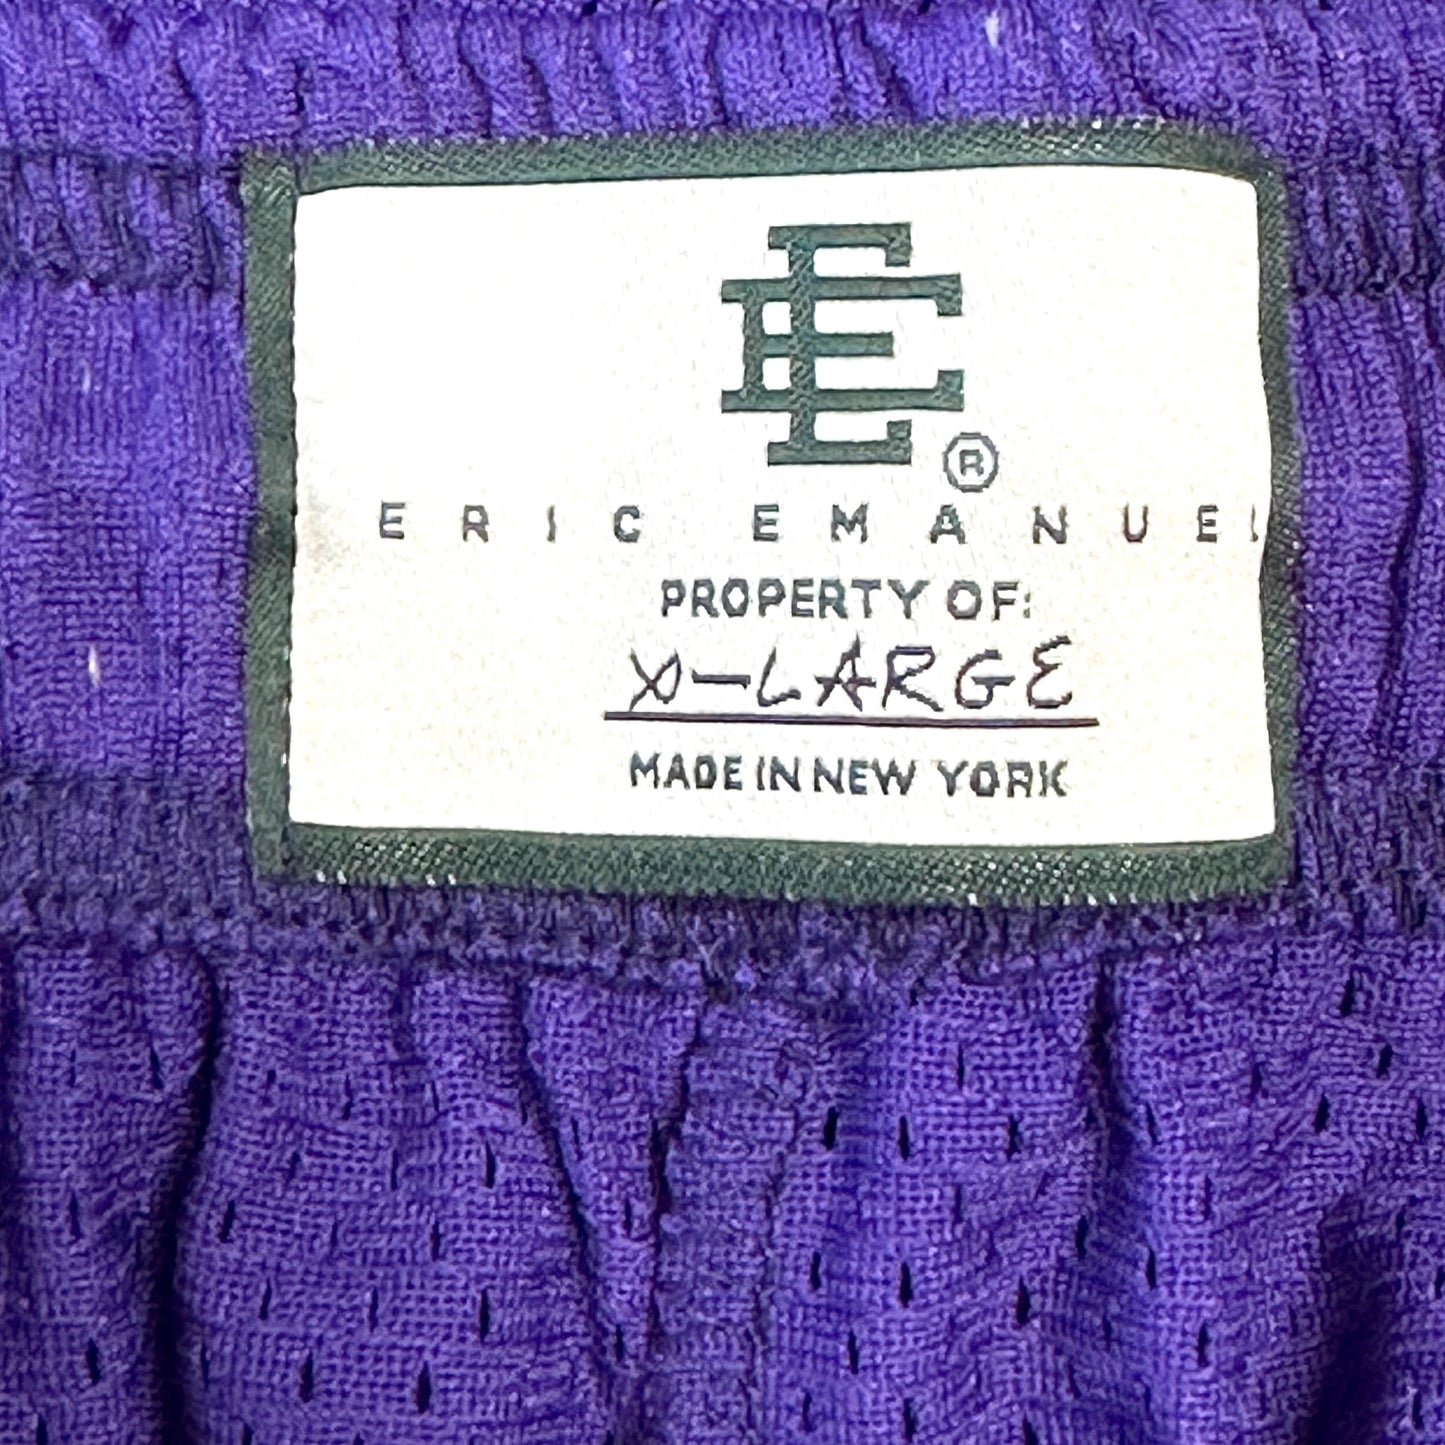 EE
®
ERIC EMANUEL
PROPERTY OF:
X-LARGE
MADE IN NEW YORK